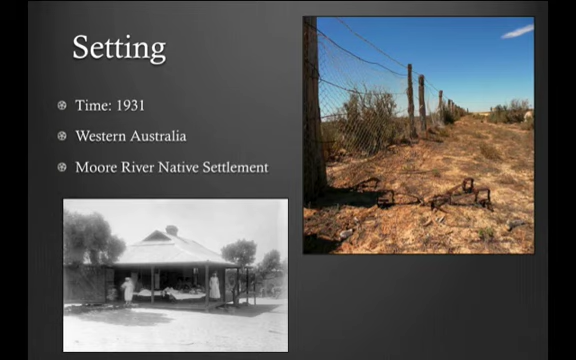 Setting
Time: 1931
Western Australia
Moore River Native Settlement